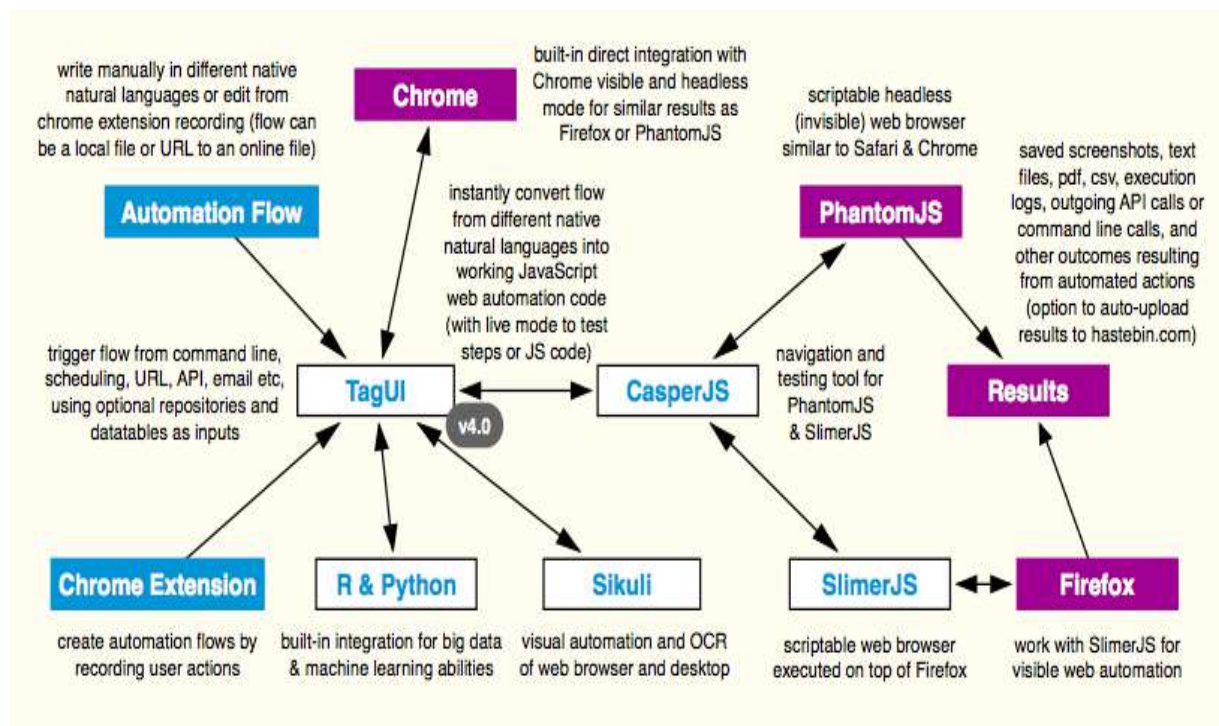 write manually in different native
natural languages or edit from
chrome extension recording (flow can
be a local file or URL to an online file)
Automation Flow
Chrome
built-in direct integration with
Chrome visible and headless
mode for similar results as
Firefox or PhantomJS
scriptable headless
(invisible) web browser
similar to Safari & Chrome
PhantomJS
saved screenshots, text
files, pdf, csv, execution
logs, outgoing API calls or
command line calls, and
other outcomes resulting
from automated actions
(option to auto-upload
results to hastebin.com)
Results
instantly convert flow
from different native
natural languages into
working JavaScript
web automation code
(with live mode to test
steps or JS code)
trigger flow from command line,
scheduling, URL, API, email etc,
using optional repositories and
datatables as inputs
TagUI
v4.0
CasperJS
navigation and
testing tool for
PhantomJS
& SlimerJS
Chrome Extension
create automation flows by
recording user actions
R & Python
built-in integration for big data
& machine learning abilities
Sikuli
visual automation and OCR
of web browser and desktop
SlimerJS
scriptable web browser
executed on top of Firefox
Firefox
work with SlimerJS for
visible web automation